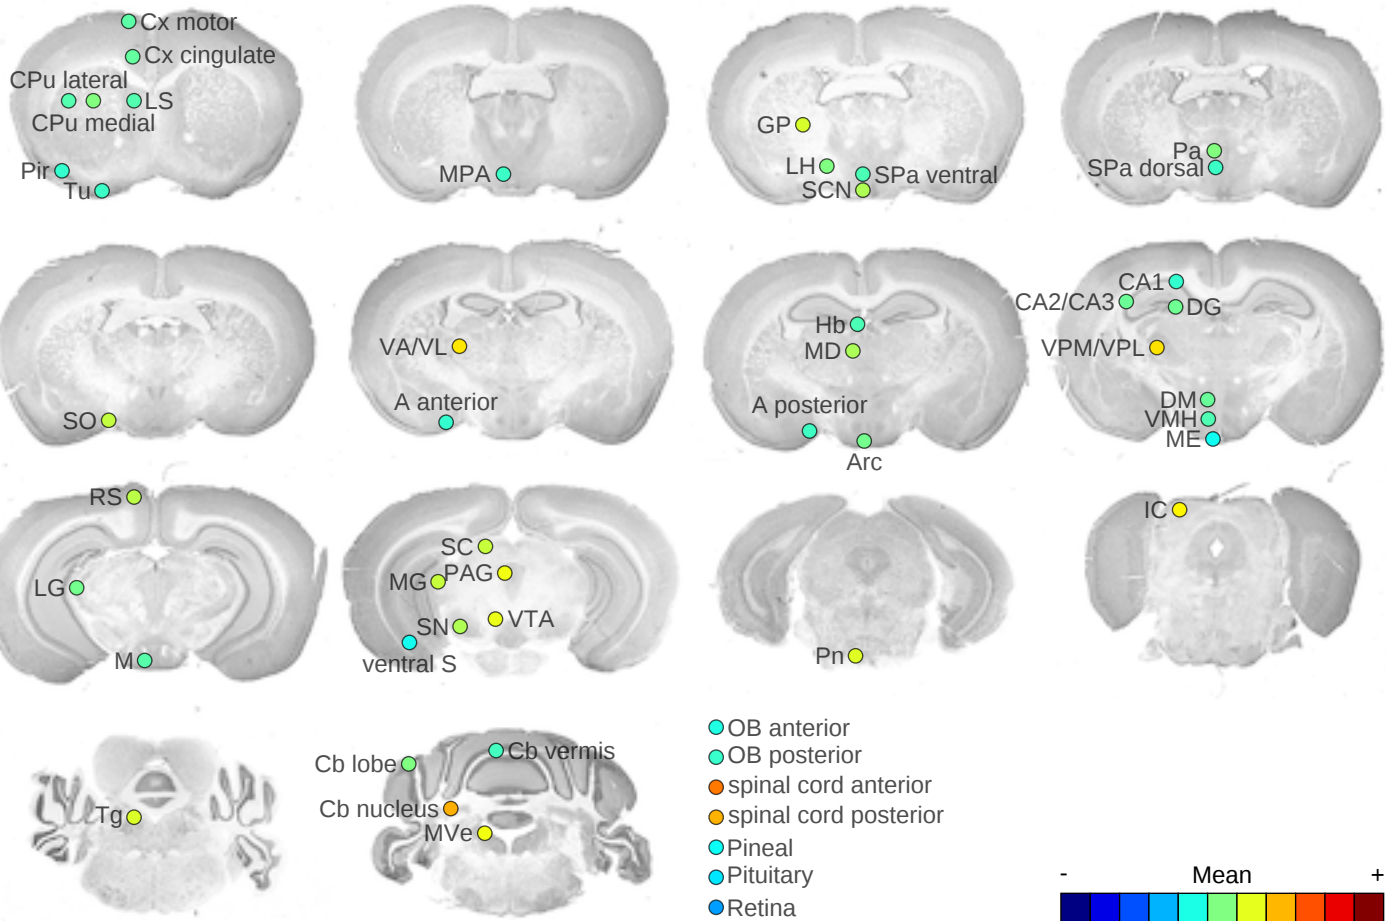 Cx motor
Cx cingulate
CPu lateral
LS
CPu medial
Pir
Tu
MPA
GP
LH
SPa ventral
SCN
Pa
SPa dorsal
SO
VA/VL
A anterior
Hb
MD
A posterior
Arc
CA1
CA2/CA3
DG
VPM/VPL
DM
VMH
ME
RS
LG
M
SC
PAG
MG
VTA
SN
ventral S
Pn
IC
Tg
Cb vermis
Cb lobe
Cb nucleus
MVe
OB anterior
OB posterior
spinal cord anterior
spinal cord posterior
Pineal
Pituitary
Retina
- Mean +